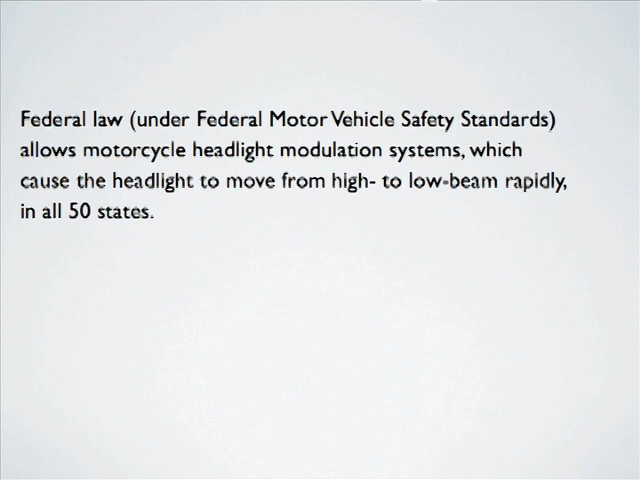 Federal law (under Federal Motor Vehicle Safety Standards)
allows motorcycle headlight modulation systems, which
cause the headlight to move from high- to low-beam rapidly,
in all 50 states.